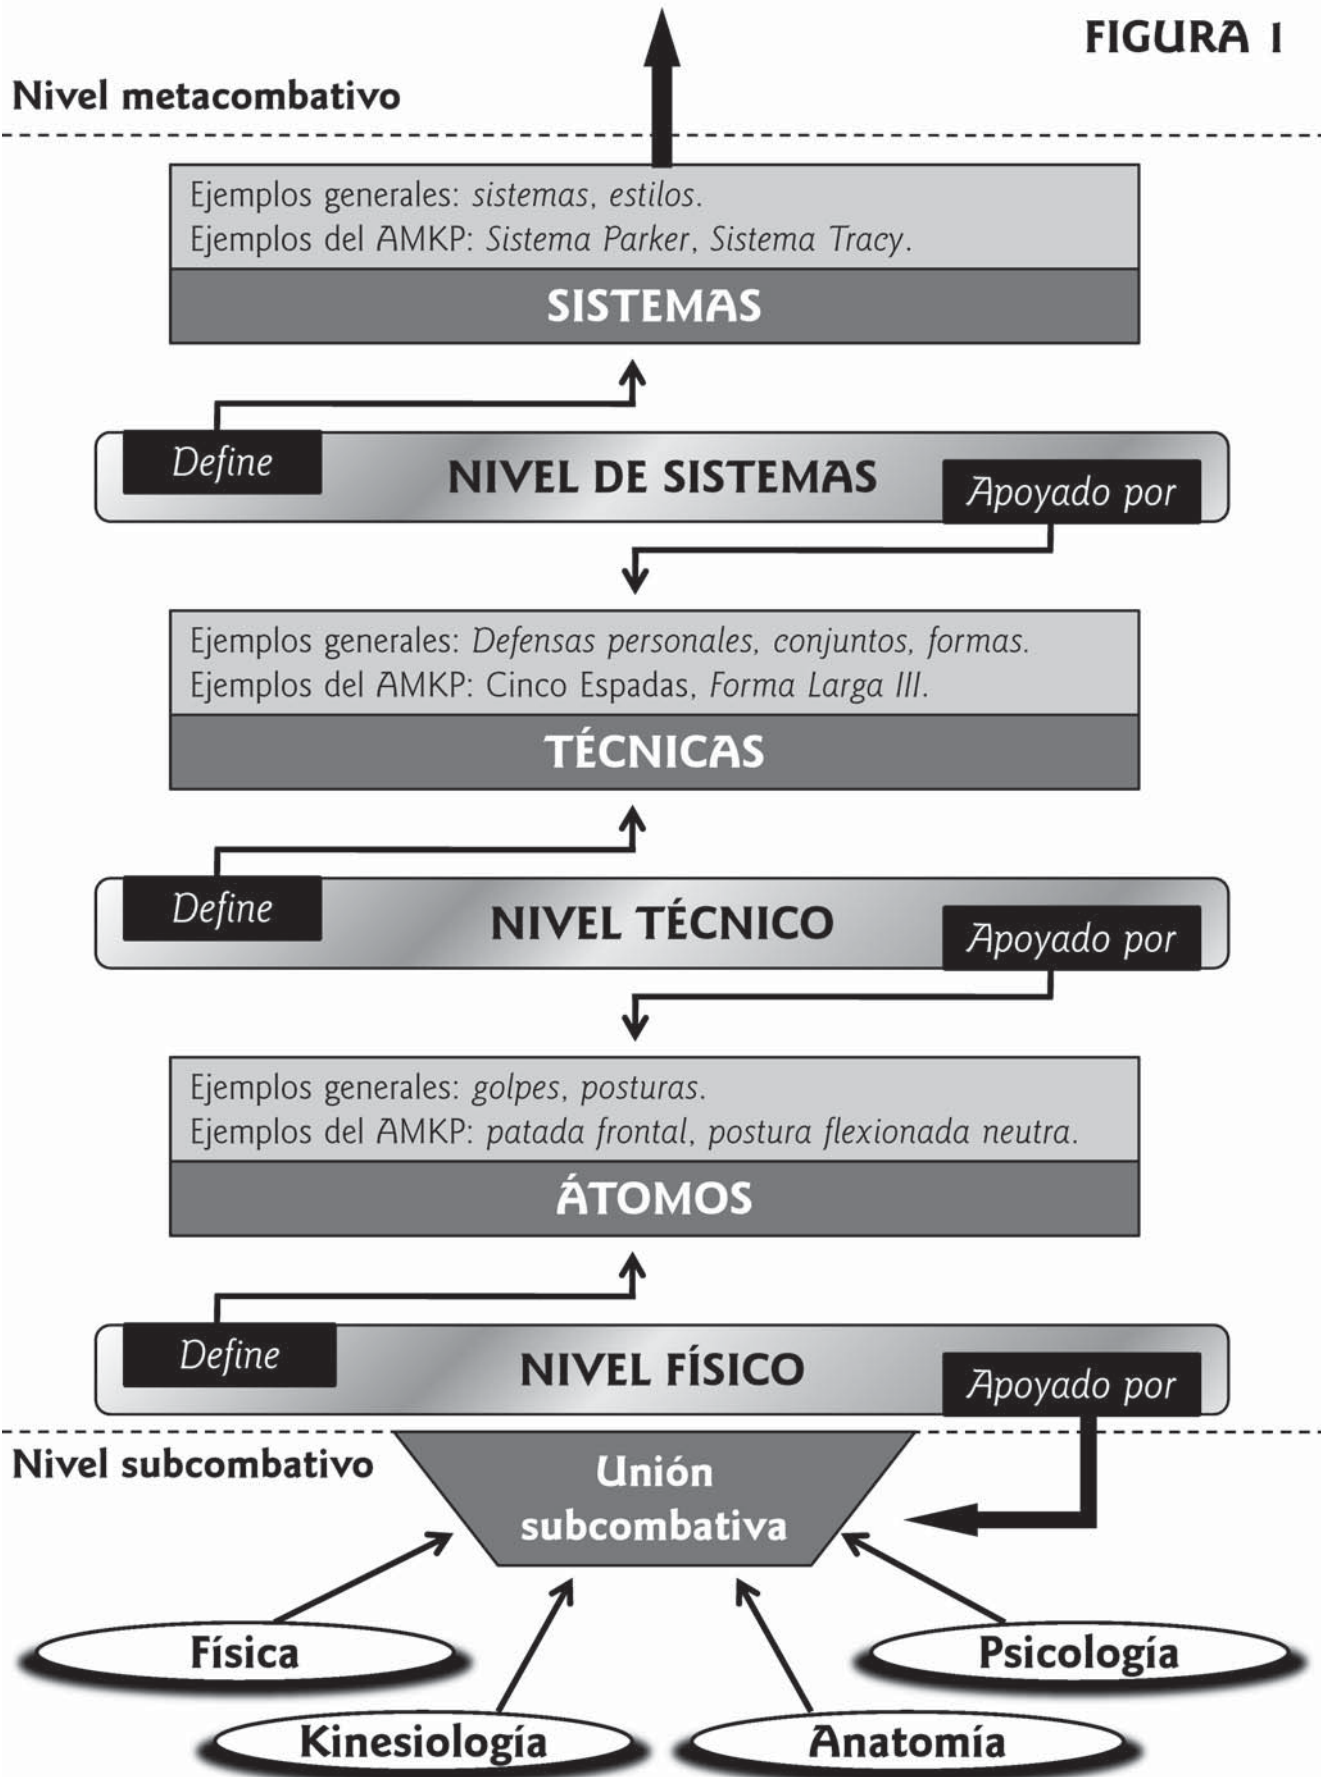 FIGURA 1
Nivel metacombativo
Ejemplos generales: sistemas, estilos.
Ejemplos del AMKP: Sistema Parker, Sistema Tracy.
SISTEMAS
Define
NIVEL DE SISTEMAS
Apoyado por
Ejemplos generales: Defensas personales, conjuntos, formas.
Ejemplos del AMKP: Cinco Espadas, Forma Larga III.
TÉCNICAS
Define
NIVEL TÉCNICO
Apoyado por
Ejemplos generales: golpes, posturas.
Ejemplos del AMKP: patada frontal, postura flexionada neutra.
ÁTOMOS
Define
NIVEL FÍSICO
Apoyado por
Nivel subcombativo
Unión
subcombativa
Física
Psicología
Kinesiología
Anatomía